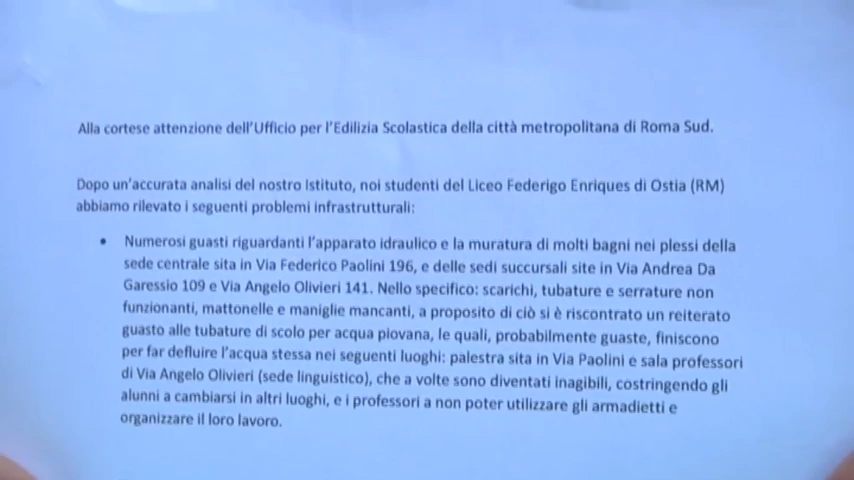 Alla cortese attenzione dell'Ufficio per l'Edilizia Scolastica della città metropolitana di Roma Sud.
Dopo un'accurata analisi del nostro Istituto, noi studenti del Liceo Federigo Enriques di Ostia (RM)
abbiamo rilevato i seguenti problemi infrastrutturali:
• Numerosi guasti riguardanti l'apparato idraulico e la muratura di molti bagni nei plessi della
sede centrale sita in Via Federico Paolini 196, e delle sedi succursali site in Via Andrea Da
Garessio 109 e Via Angelo Olivieri 141. Nello specifico: scarichi, tubature e serrature non
funzionanti, mattonelle e maniglie mancanti, a proposito di ciò si è riscontrato un reiterato
guasto alle tubature di scolo per acqua piovana, le quali, probabilmente guaste, finiscono
per far defluire l'acqua stessa nei seguenti luoghi: palestra sita in Via Paolini e sala professori
di Via Angelo Olivieri (sede linguistico), che a volte sono diventati inagibili, costringendo gli
alunni a cambiarsi in altri luoghi, e i professori a non poter utilizzare gli armadietti e
organizzare il loro lavoro.